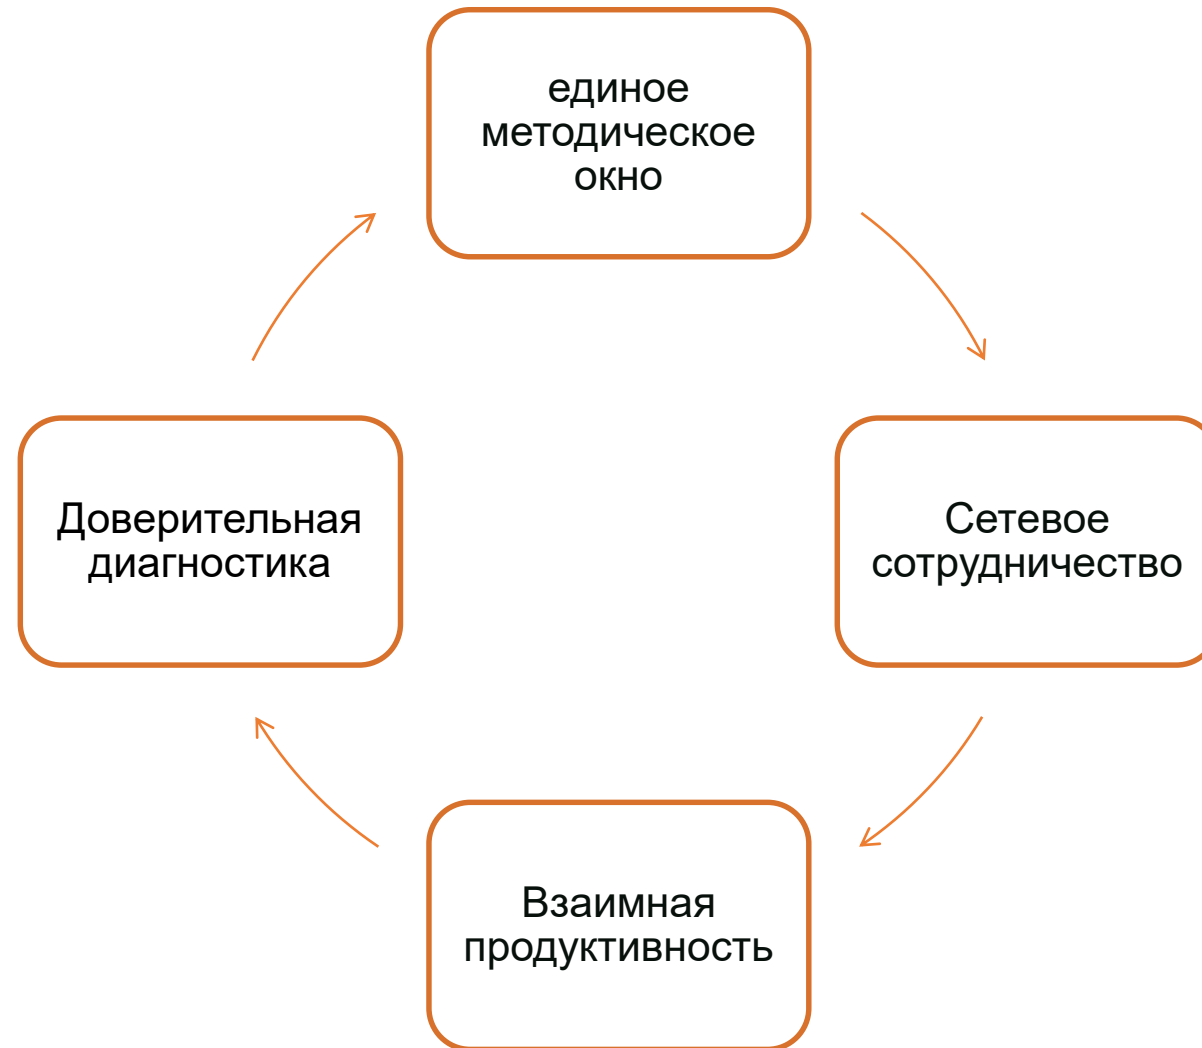 единое
методическое
окно
Сетевое
сотрудничество
Взаимная
продуктивность
Доверительная
диагностика